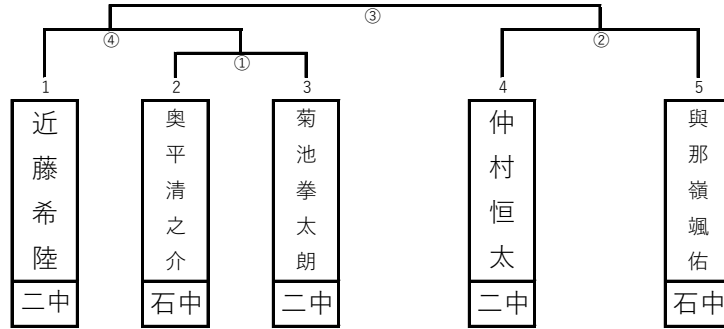 ③
④
②
①
1
2
3
4
5
近藤希陸
奥平清之介
菊池拳太朗
仲村恒太
與那嶺颯佑
二中
石中
二中
二中
石中